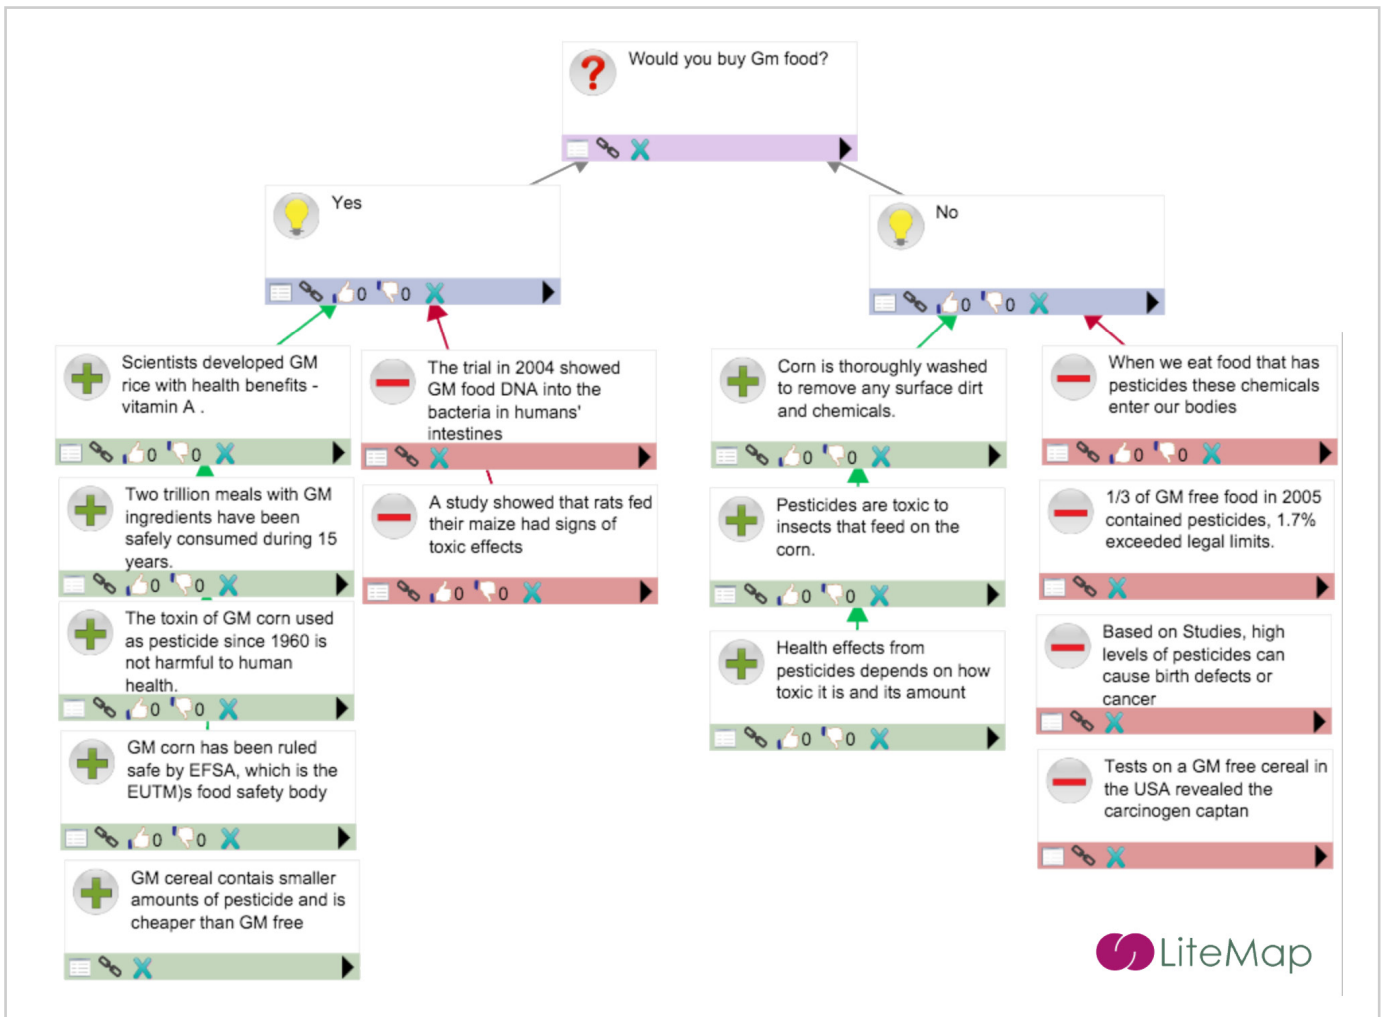 Would you buy Gm food?
Yes
0 0
No
0 0
Scientists developed GM
rice with health benefits -
vitamin A .
0 0
Two trillion meals with GM
ingredients have been
safely consumed during 15
years.
0 0
The toxin of GM corn used
as pesticide since 1960 is
not harmful to human
health.
0 0
GM corn has been ruled
safe by EFSA, which is the
EUTM)s food safety body
0 0
GM cereal contais smaller
amounts of pesticide and is
cheaper than GM free
The trial in 2004 showed
GM food DNA into the
bacteria in humans'
intestines
A study showed that rats fed
their maize had signs of
toxic effects
0 0
Corn is thoroughly washed
to remove any surface dirt
and chemicals.
0 0
Pesticides are toxic to
insects that feed on the
corn.
0 0
Health effects from
pesticides depends on how
toxic it is and its amount
0 0
When we eat food that has
pesticides these chemicals
enter our bodies
0 0
1/3 of GM free food in 2005
contained pesticides, 1.7%
exceeded legal limits.
Based on Studies, high
levels of pesticides can
cause birth defects or
cancer
Tests on a GM free cereal in
the USA revealed the
carcinogen captan
LiteMap